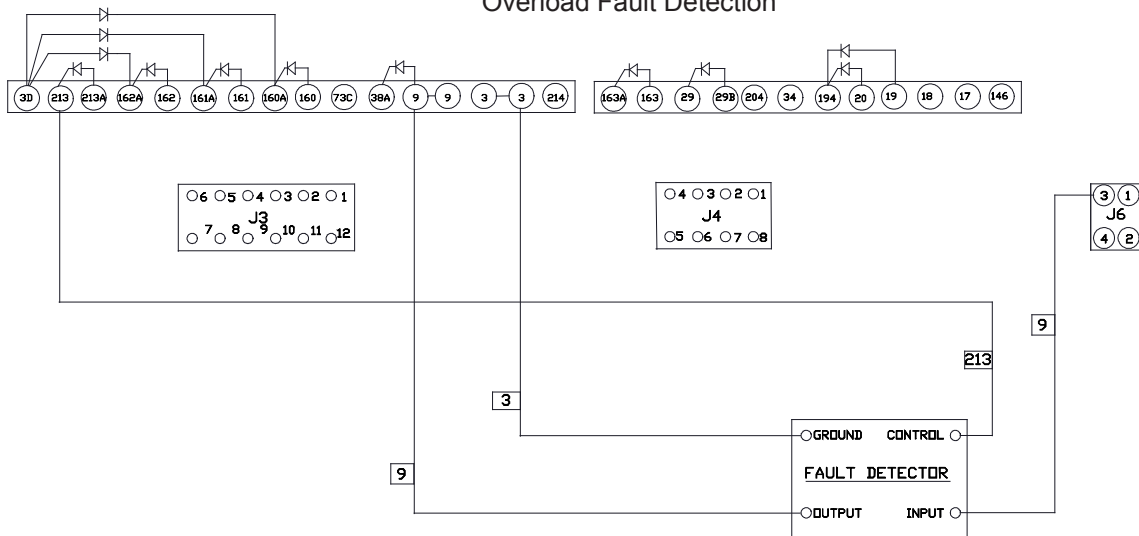 Overload Fault Detection
3D 213 213A 162A 162 161A 161 160A 160 73C 38A 9 9 3 3 214
163A 163 29 29B 204 34 194 20 19 18 17 146
6 5 4 3 2 1
J3
7 8 9 10 11 12
4 3 2 1
J4
5 6 7 8
3 1
J6
4 2
9
213
3
9
GROUND CONTROL
FAULT DETECTOR
OUTPUT INPUT